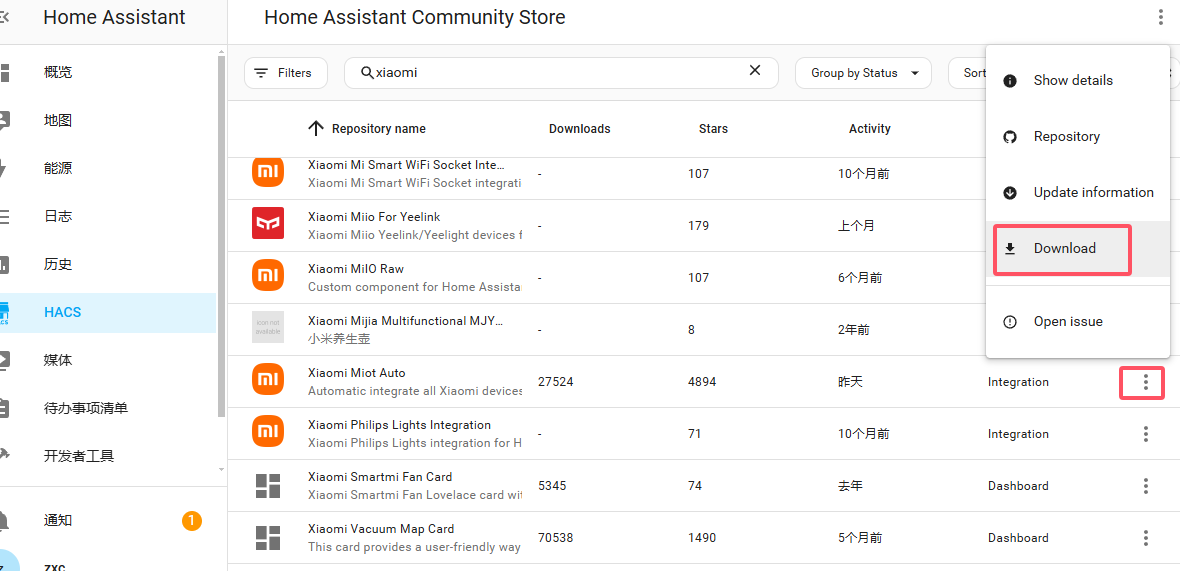 Home Assistant
概览
地图
能源
日志
历史
HACS
媒体
待办事项清单
开发者工具
通知
1
zxc
Home Assistant Community Store
Filters
xiaomi
Group by Status
Sort
Repository name
Downloads
Stars
Activity
Xiaomi Mi Smart WiFi Socket Inte...
Xiaomi Mi Smart WiFi Socket integrati
-
107
10个月前
Xiaomi Miio For Yeelink
Xiaomi Miio Yeelink/Yeelight devices f
-
179
上个月
Xiaomi MiIO Raw
Custom component for Home Assista
-
107
6个月前
icon not
available
Xiaomi Mijia Multifunctional MJY...
小米养生壶
-
8
2年前
Xiaomi Miot Auto
Automatic integrate all Xiaomi devices
27524
4894
昨天
Integration
Xiaomi Philips Lights Integration
Xiaomi Philips Lights integration for H
-
71
10个月前
Integration
Xiaomi Smartmi Fan Card
Xiaomi Smartmi Fan Lovelace card wit
5345
74
去年
Dashboard
Xiaomi Vacuum Map Card
This card provides a user-friendly way
70538
1490
5个月前
Dashboard
Show details
Repository
Update information
Download
Open issue